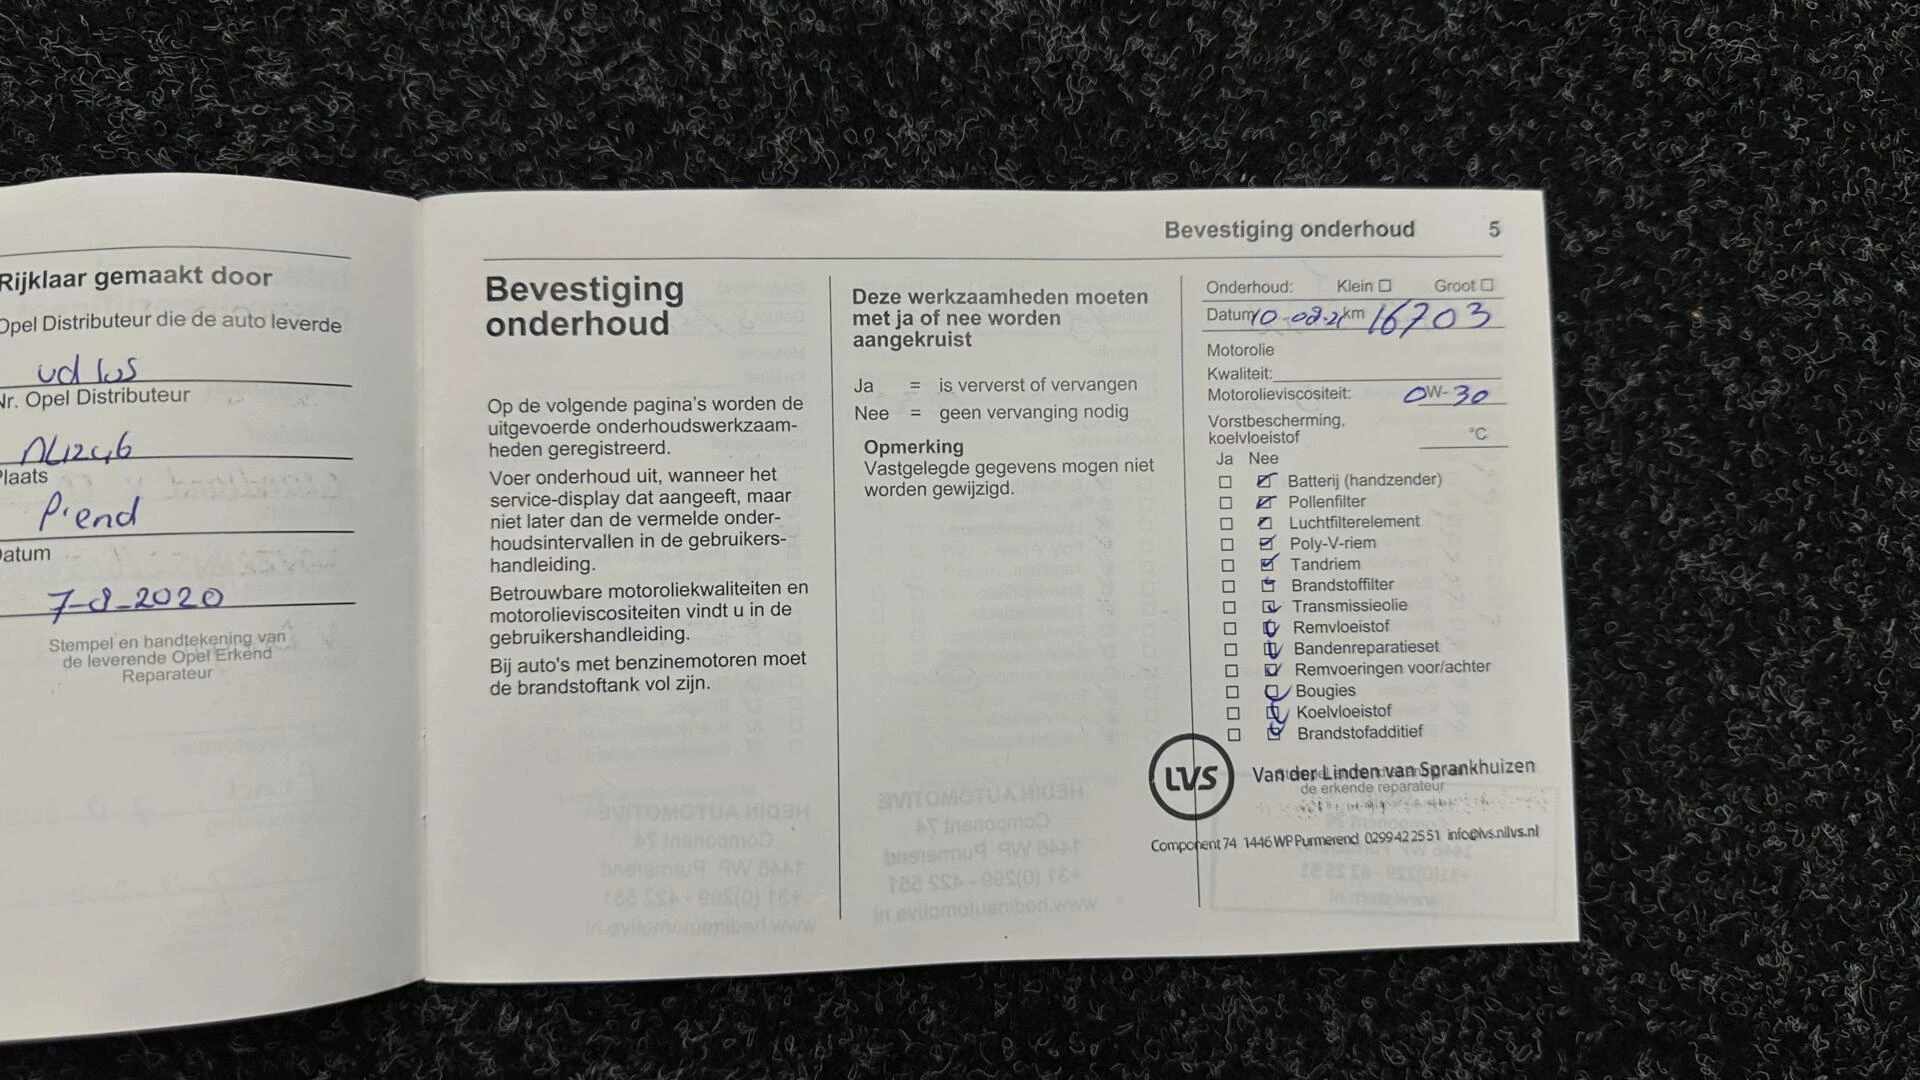 Rijklaar gemaakt door
Opel Distributeur die de auto leverde
Nr. Opel Distributeur
Plaats
P'end
Datum
7-8-2020
Stempel en handtekening van
de leverende Opel Erkend
Reparateur
Bevestiging onderhoud 5
Bevestiging
onderhoud
Op de volgende pagina's worden de
uitgevoerde onderhoudswerkzaam-
heden geregistreerd.
Voer onderhoud uit, wanneer het
service-display dat aangeeft, maar
niet later dan de vermelde onder-
houdsintervallen in de gebruikers-
handleiding.
Betrouwbare motoroliekwaliteiten en
motorolieviscositeiten vindt u in de
gebruikershandleiding.
Bij auto's met benzinemotoren moet
de brandstoftank vol zijn.
Deze werkzaamheden moeten
met ja of nee worden
aangekruist
Ja = is ververst of vervangen
Nee = geen vervanging nodig
Opmerking
Vastgelegde gegevens mogen niet
worden gewijzigd.
Onderhoud: Klein Groot
Datum 10-08-21 km 16703
Motorolie
Kwaliteit:
Motorolieviscositeit: 0W-30
Vorstbescherming,
koelvloeistof °C
Ja Nee
Batterij (handzender)
Pollenfilter
Luchtfilterelement
Poly-V-riem
Tandriem
Brandstoffilter
Transmissieolie
Remvloeistof
Bandenreparatieset
Remvoeringen voor/achter
Bougies
Koelvloeistof
Brandstofadditief
LVS Van der Linden van Sprankhuizen
de erkende reparateur
Component 74 1446 WP Purmerend 0299 42 25 51 info@lvs.nl lvs.nl